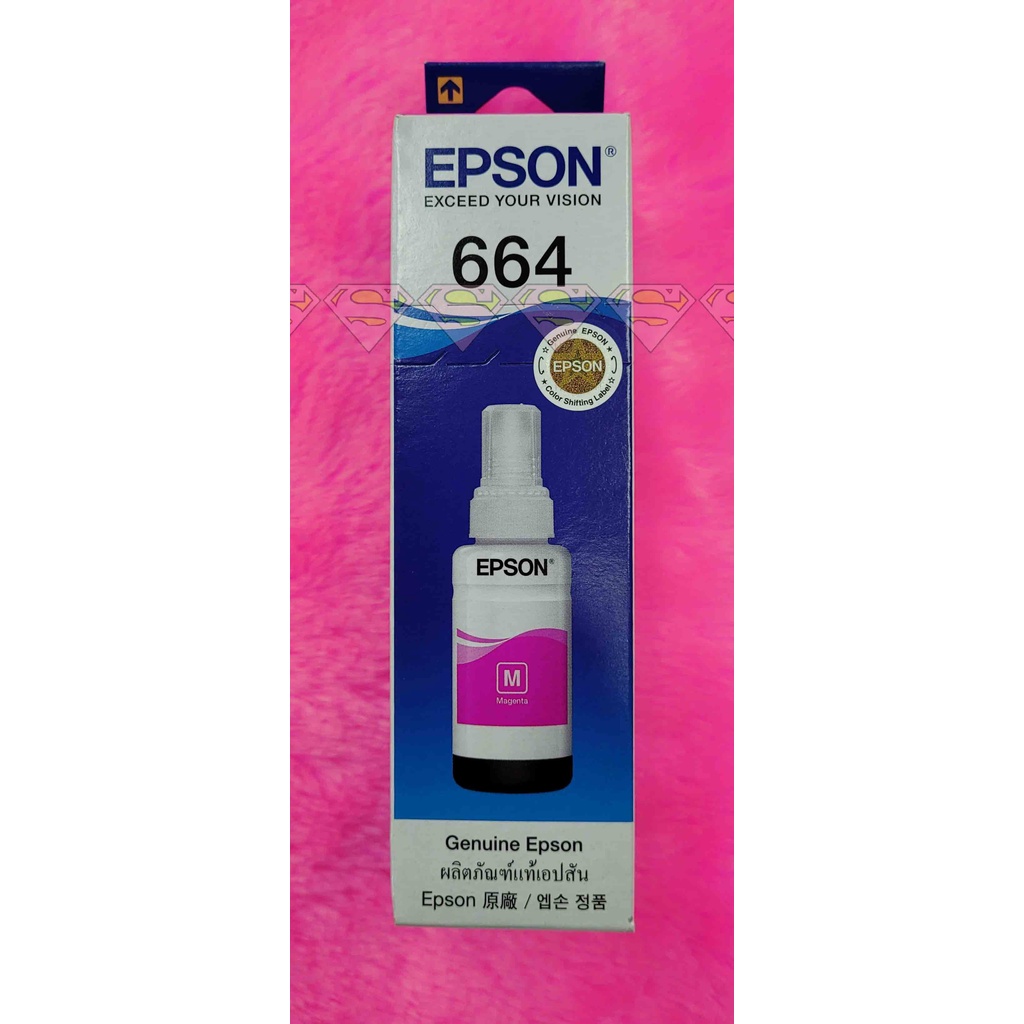 EPSON®
EXCEED YOUR VISION
664
Genuine EPSON
EPSON
Color Shifting Label
EPSON®
M
Magenta
Genuine Epson
ผลิตภัณฑ์แท้เอปสัน
Epson 原廠 / 엡손 정품